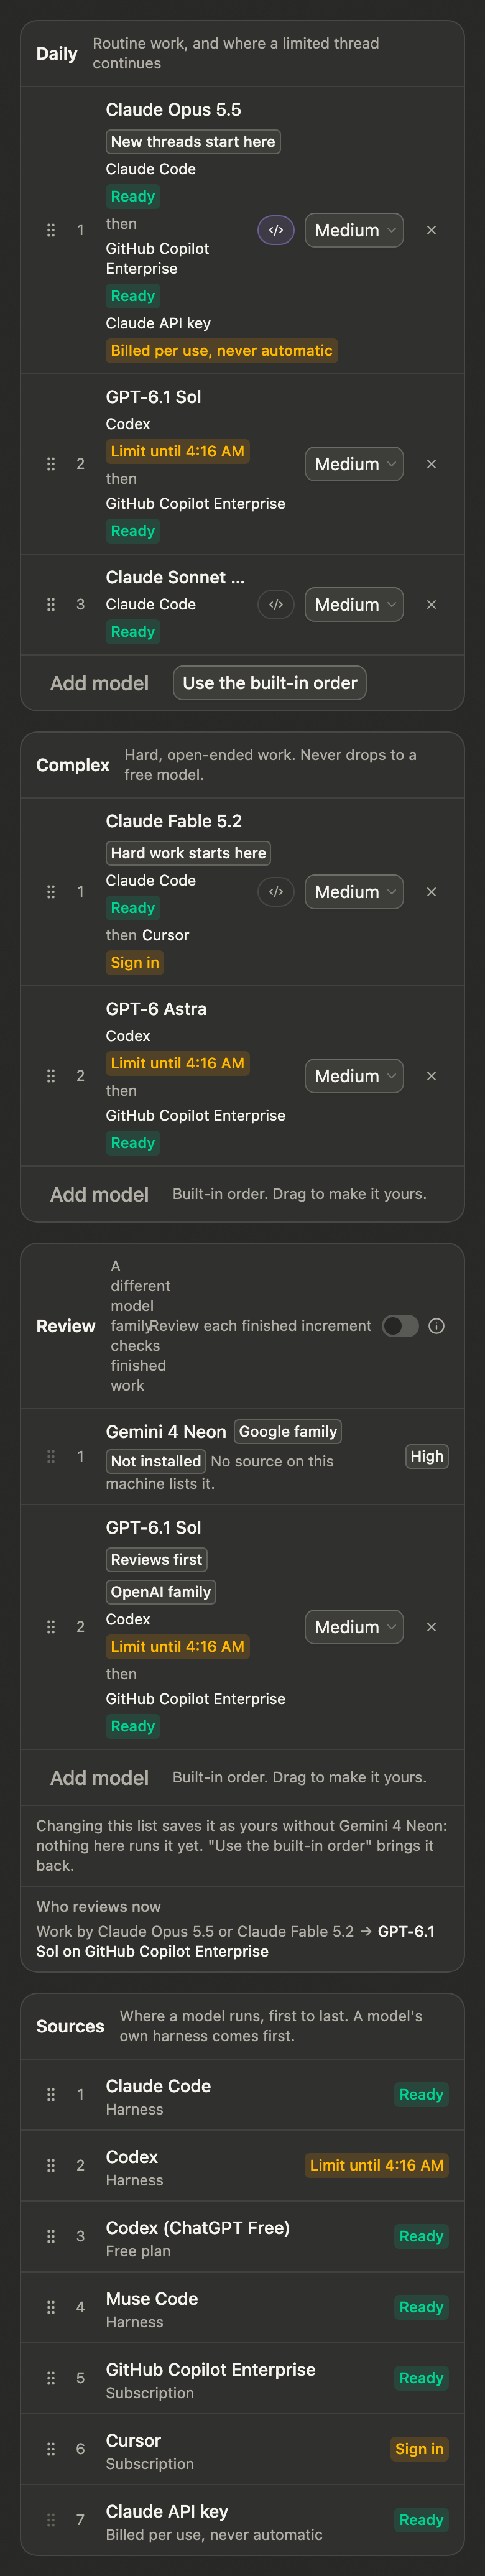 Daily
Routine work, and where a limited thread
continues
Claude Opus 5.5
New threads start here
Claude Code
Ready
then
GitHub Copilot
Enterprise
Ready
Claude API key
Billed per use, never automatic
1
</>
Medium
×
GPT-6.1 Sol
Codex
Limit until 4:16 AM
then
GitHub Copilot Enterprise
Ready
2
Medium
×
Claude Sonnet ...
Claude Code
Ready
3
</>
Medium
×
Add model
Use the built-in order
Complex
Hard, open-ended work. Never drops to a
free model.
Claude Fable 5.2
Hard work starts here
Claude Code
Ready
then Cursor
Sign in
1
</>
Medium
×
GPT-6 Astra
Codex
Limit until 4:16 AM
then
GitHub Copilot Enterprise
Ready
2
Medium
×
Add model
Built-in order. Drag to make it yours.
Review
A
different
model
family
checks
finished
work
Review each finished increment
1
Gemini 4 Neon Google family
Not installed No source on this
machine lists it.
High
GPT-6.1 Sol
Reviews first
OpenAI family
Codex
Limit until 4:16 AM
then
GitHub Copilot Enterprise
Ready
2
Medium
×
Add model
Built-in order. Drag to make it yours.
Changing this list saves it as yours without Gemini 4 Neon:
nothing here runs it yet. "Use the built-in order" brings it
back.
Who reviews now
Work by Claude Opus 5.5 or Claude Fable 5.2 → GPT-6.1
Sol on GitHub Copilot Enterprise
Sources
Where a model runs, first to last. A model's
own harness comes first.
1
Claude Code
Harness
Ready
2
Codex
Harness
Limit until 4:16 AM
3
Codex (ChatGPT Free)
Free plan
Ready
4
Muse Code
Harness
Ready
5
GitHub Copilot Enterprise
Subscription
Ready
6
Cursor
Subscription
Sign in
7
Claude API key
Billed per use, never automatic
Ready